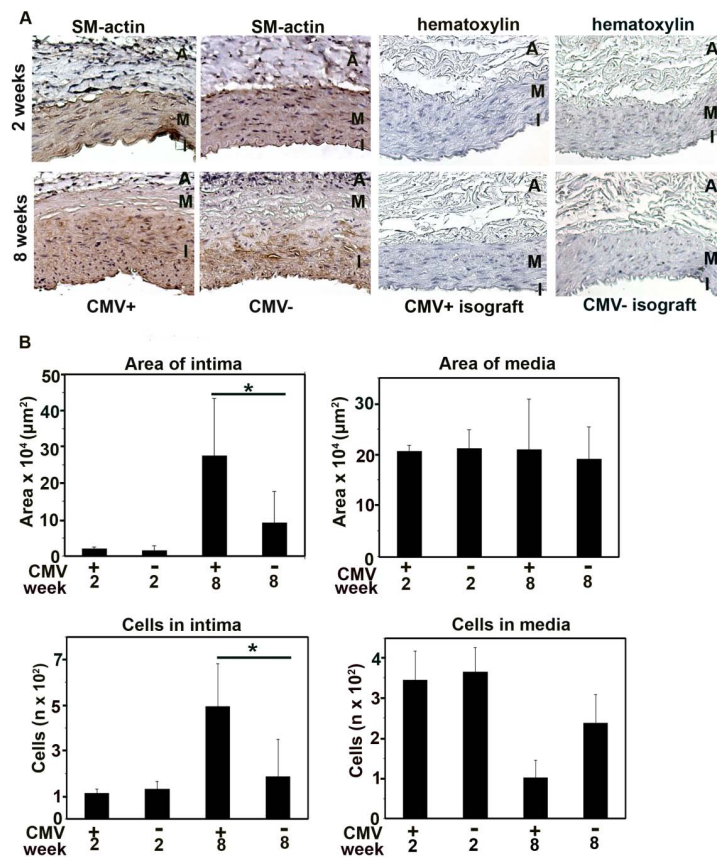 A
SM-actin SM-actin hematoxylin hematoxylin
2 weeks
A A A A
M M M M
I I I I
8 weeks
A A A A
M M M M
I I I I
CMV+ CMV- CMV+ isograft CMV- isograft
B
Area of intima
Area x 10⁴ (µm²)
50
40
30
20
10
0
*
CMV + - + -
week 2 2 8 8
Area of media
Area x 10⁴ (µm²)
30
20
10
0
CMV + - + -
week 2 2 8 8
Cells in intima
Cells (n x 10²)
7
5
3
1
*
CMV + - + -
week 2 2 8 8
Cells in media
Cells (n x 10²)
4
3
2
1
0
CMV + - + -
week 2 2 8 8